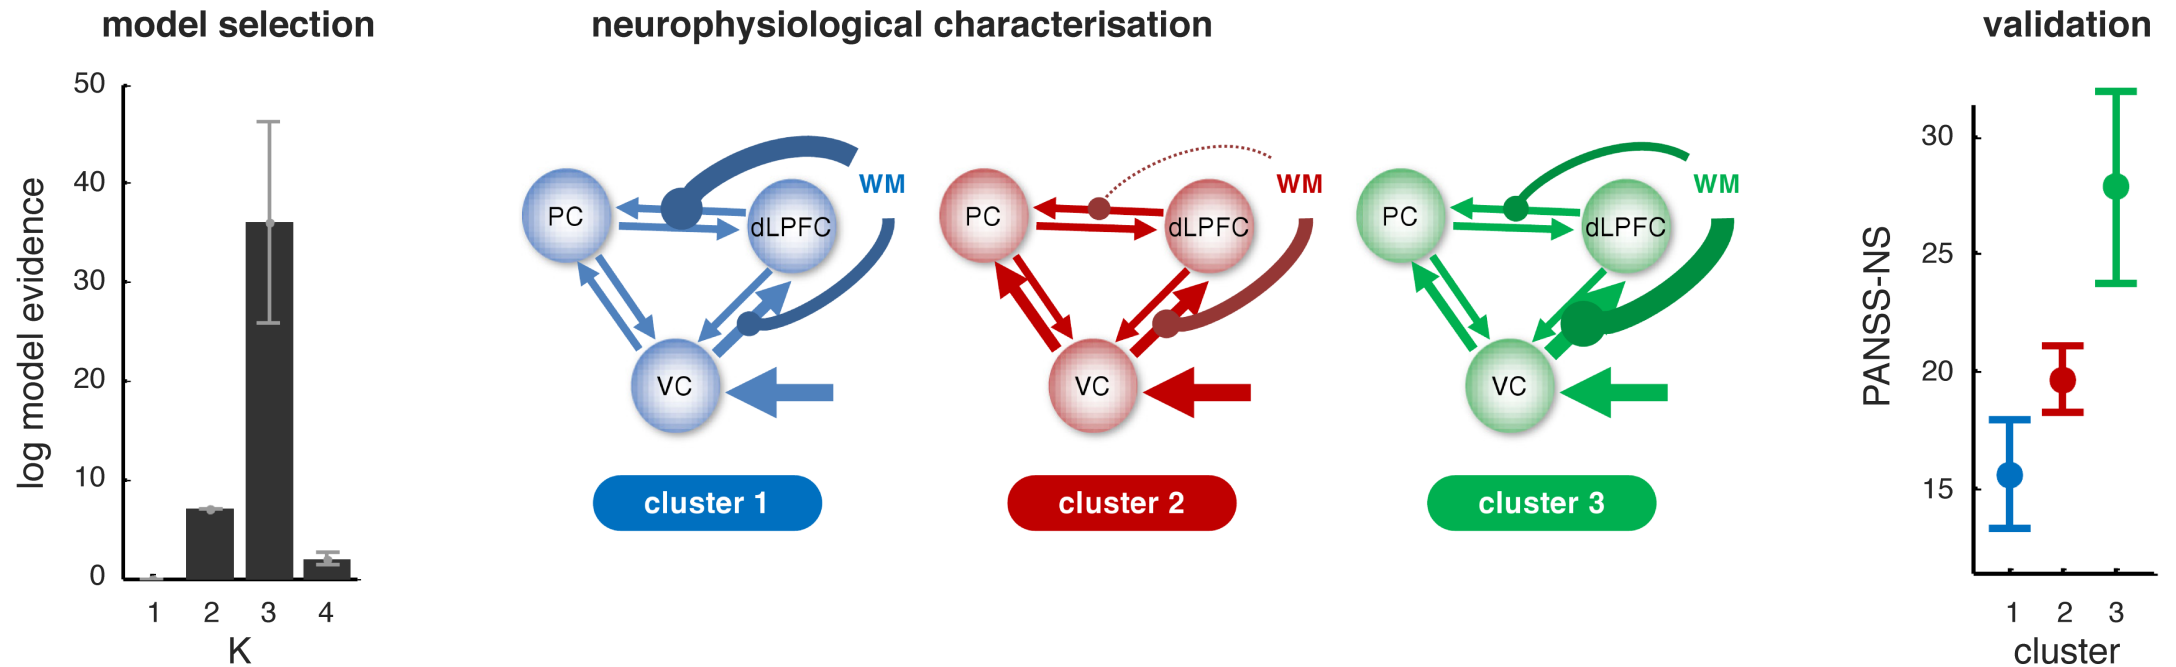 model selection
neurophysiological characterisation
validation
log model evidence
50
40
30
20
10
0
1 2 3 4
K
PC
dLPFC
VC
WM
cluster 1
PC
dLPFC
VC
WM
cluster 2
PC
dLPFC
VC
WM
cluster 3
PANSS-NS
30
25
20
15
1 2 3
cluster